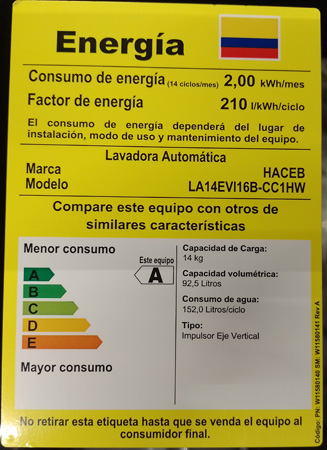 Energía
Consumo de energía (14 ciclos/mes) 2,00 kWh/mes
Factor de energía 210 l/kWh/ciclo
El consumo de energía dependerá del lugar de
instalación, modo de uso y mantenimiento del equipo.
Lavadora Automática
Marca HACEB
Modelo LA14EVI16B-CC1HW
Compare este equipo con otros de
similares características
Menor consumo
Este equipo
A A
B
C
D
E
Mayor consumo
Capacidad de Carga:
14 kg
Capacidad volumétrica:
92,5 Litros
Consumo de agua:
152,0 Litros/ciclo
Tipo:
Impulsor Eje Vertical
Código: PN: W11580140 SM: W11580141 Rev A
No retirar esta etiqueta hasta que se venda el equipo al
consumidor final.